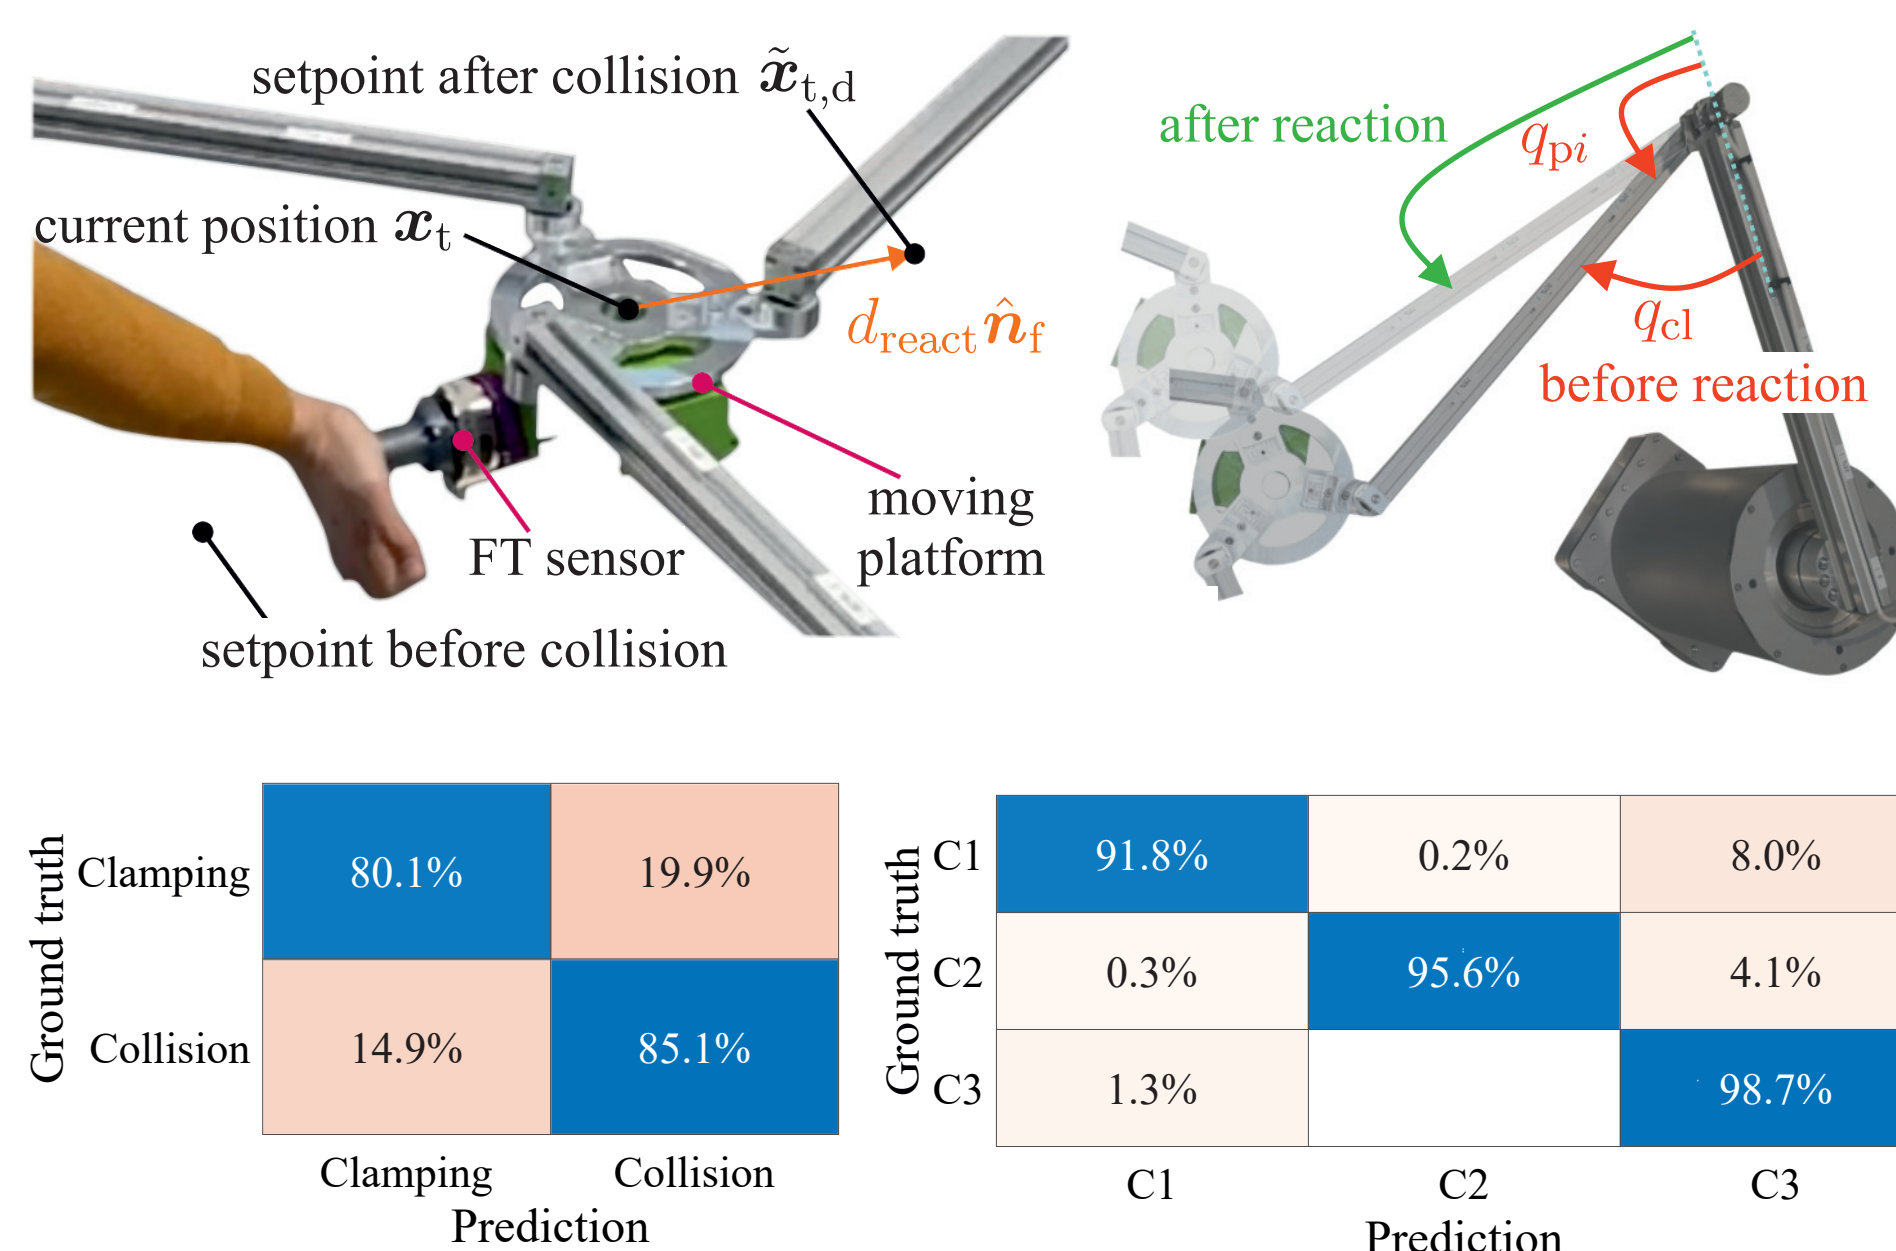 setpoint after collision x̃t,d
current position xt
dreact n̂f
moving
platform
FT sensor
setpoint before collision
after reaction
qpi
qcl
before reaction
Ground truth
Clamping
80.1%
19.9%
Collision
14.9%
85.1%
Clamping
Collision
Prediction
Ground truth
C1
91.8%
0.2%
8.0%
C2
0.3%
95.6%
4.1%
C3
1.3%
98.7%
C1
C2
C3
Prediction